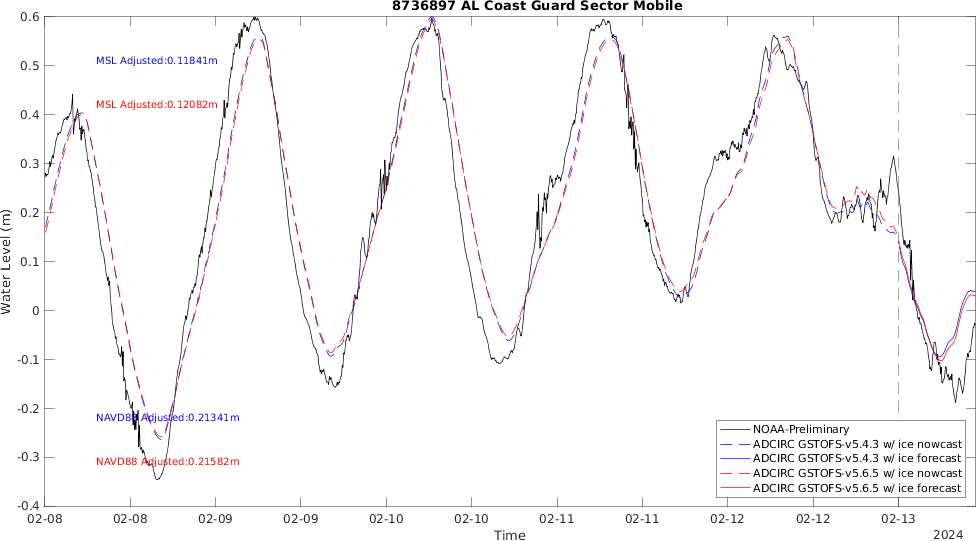 8736897 AL Coast Guard Sector Mobile
0.6
0.5
0.4
0.3
0.2
0.1
0
-0.1
-0.2
-0.3
-0.4
Water Level (m)
MSL Adjusted:0.11841m
MSL Adjusted:0.12082m
NAVD88 Adjusted:0.21341m
NAVD88 Adjusted:0.21582m
NOAA-Preliminary
ADCIRC GSTOFS-v5.4.3 w/ ice nowcast
ADCIRC GSTOFS-v5.4.3 w/ ice forecast
ADCIRC GSTOFS-v5.6.5 w/ ice nowcast
ADCIRC GSTOFS-v5.6.5 w/ ice forecast
02-08 02-08 02-09 02-09 02-10 02-10 02-11 02-11 02-12 02-12 02-13
Time
2024